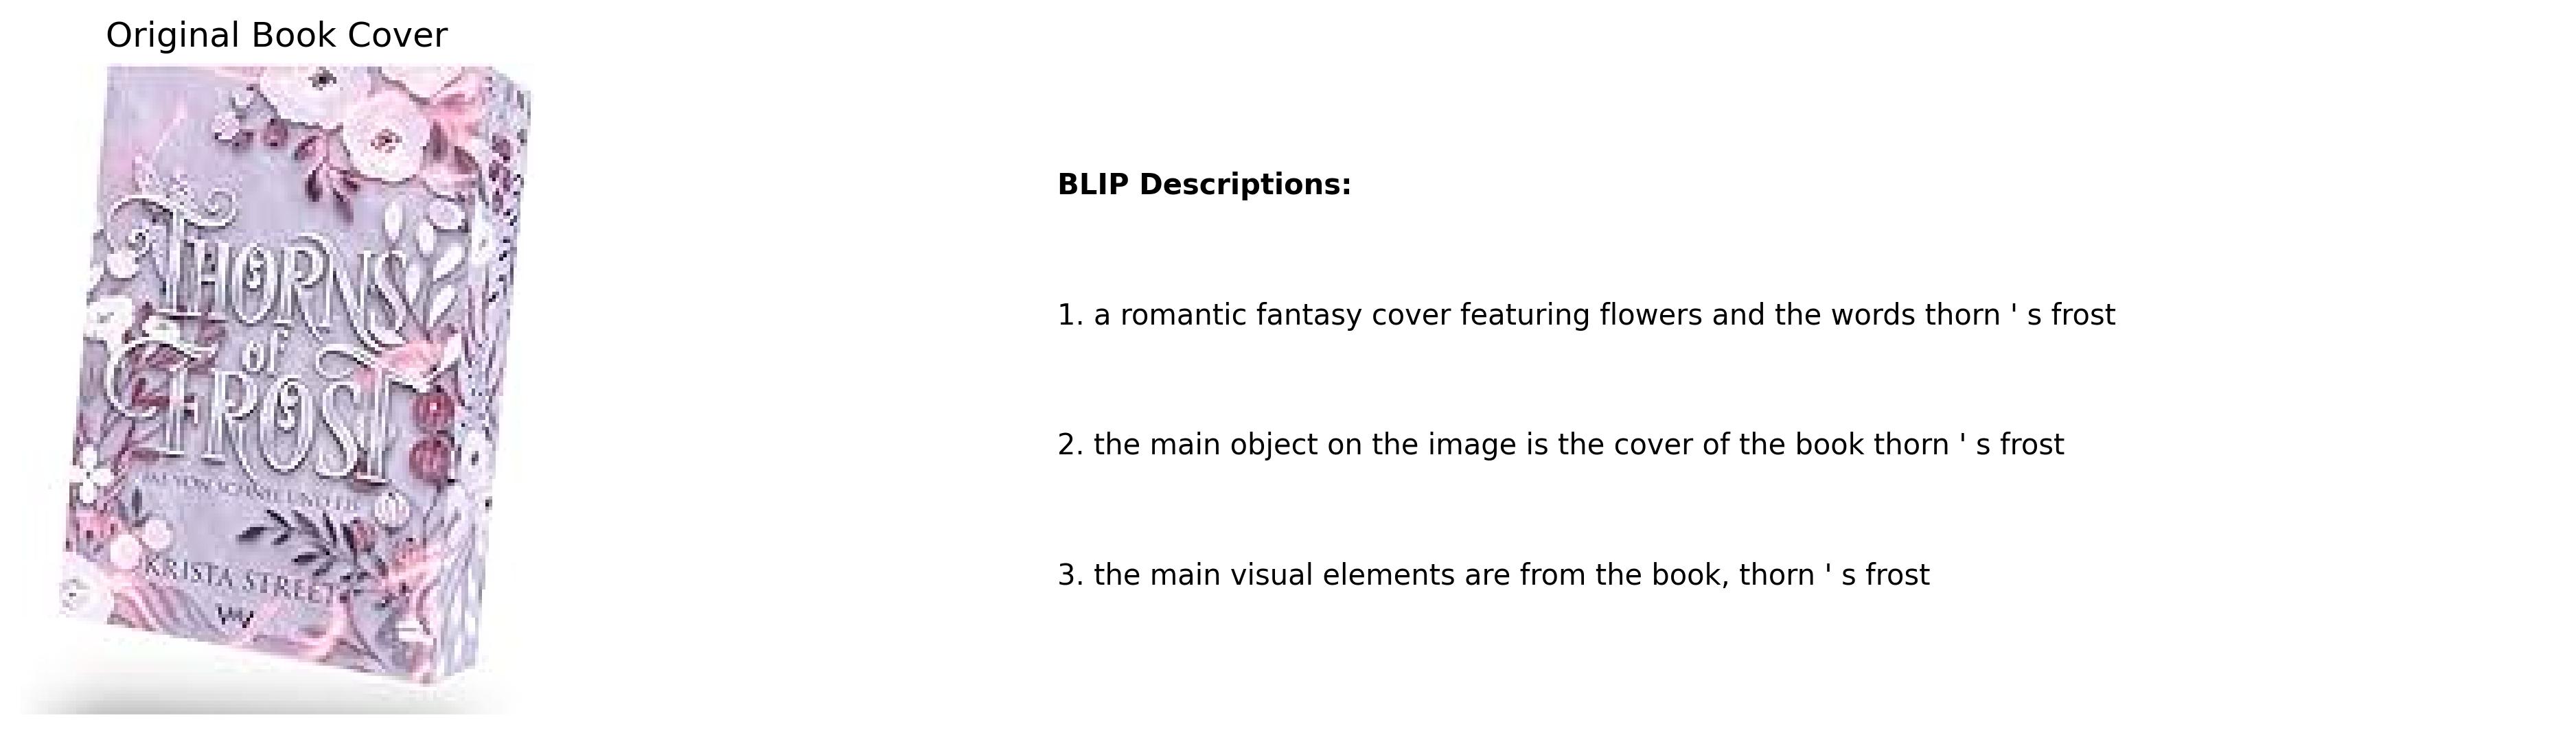 Original Book Cover
THORNS
of
FROST
KRISTA STREET
BLIP Descriptions:
1. a romantic fantasy cover featuring flowers and the words thorn ' s frost
2. the main object on the image is the cover of the book thorn ' s frost
3. the main visual elements are from the book, thorn ' s frost